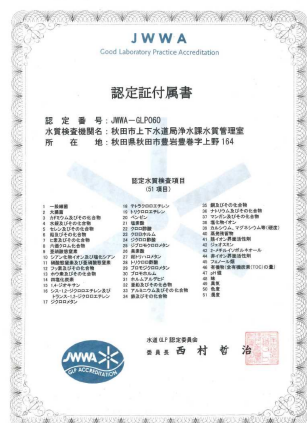 JWWA
Good Laboratory Practice Accreditation
認定証付属書
認定番号：JWWA-GLP060
水質検査機関名：秋田市上下水道局浄水課水質管理室
所在地：秋田県秋田市豊岩豊巻字上野164
認定水質検査項目
(51項目)
1 一般細菌
2 大腸菌
3 カドミウム及びその化合物
4 水銀及びその化合物
5 セレン及びその化合物
6 鉛及びその化合物
7 ヒ素及びその化合物
8 六価クロム化合物
9 亜硝酸態窒素
10 シアン化物イオン及び塩化シアン
11 硝酸態窒素及び亜硝酸態窒素
12 フッ素及びその化合物
13 ホウ素及びその化合物
14 四塩化炭素
15 1,4-ジオキサン
16 シス-1,2-ジクロロエチレン及び
トランス-1,2-ジクロロエチレン
17 ジクロロメタン
18 テトラクロロエチレン
19 トリクロロエチレン
20 ベンゼン
21 塩素酸
22 クロロ酢酸
23 クロロホルム
24 ジクロロ酢酸
25 ジブロモクロロメタン
26 臭素酸
27 総トリハロメタン
28 トリクロロ酢酸
29 ブロモジクロロメタン
30 ブロモホルム
31 ホルムアルデヒド
32 亜鉛及びその化合物
33 アルミニウム及びその化合物
34 鉄及びその化合物
35 銅及びその化合物
36 ナトリウム及びその化合物
37 マンガン及びその化合物
38 塩化物イオン
39 カルシウム、マグネシウム等(硬度)
40 蒸発残留物
41 陰イオン界面活性剤
42 ジェオスミン
43 2-メチルイソボルネオール
44 非イオン界面活性剤
45 フェノール類
46 有機物(全有機炭素(TOC)の量)
47 pH値
48 味
49 臭気
50 色度
51 濁度
水道GLP認定委員会
委員長 西村哲治
JWWA
GLP ACCREDITATION